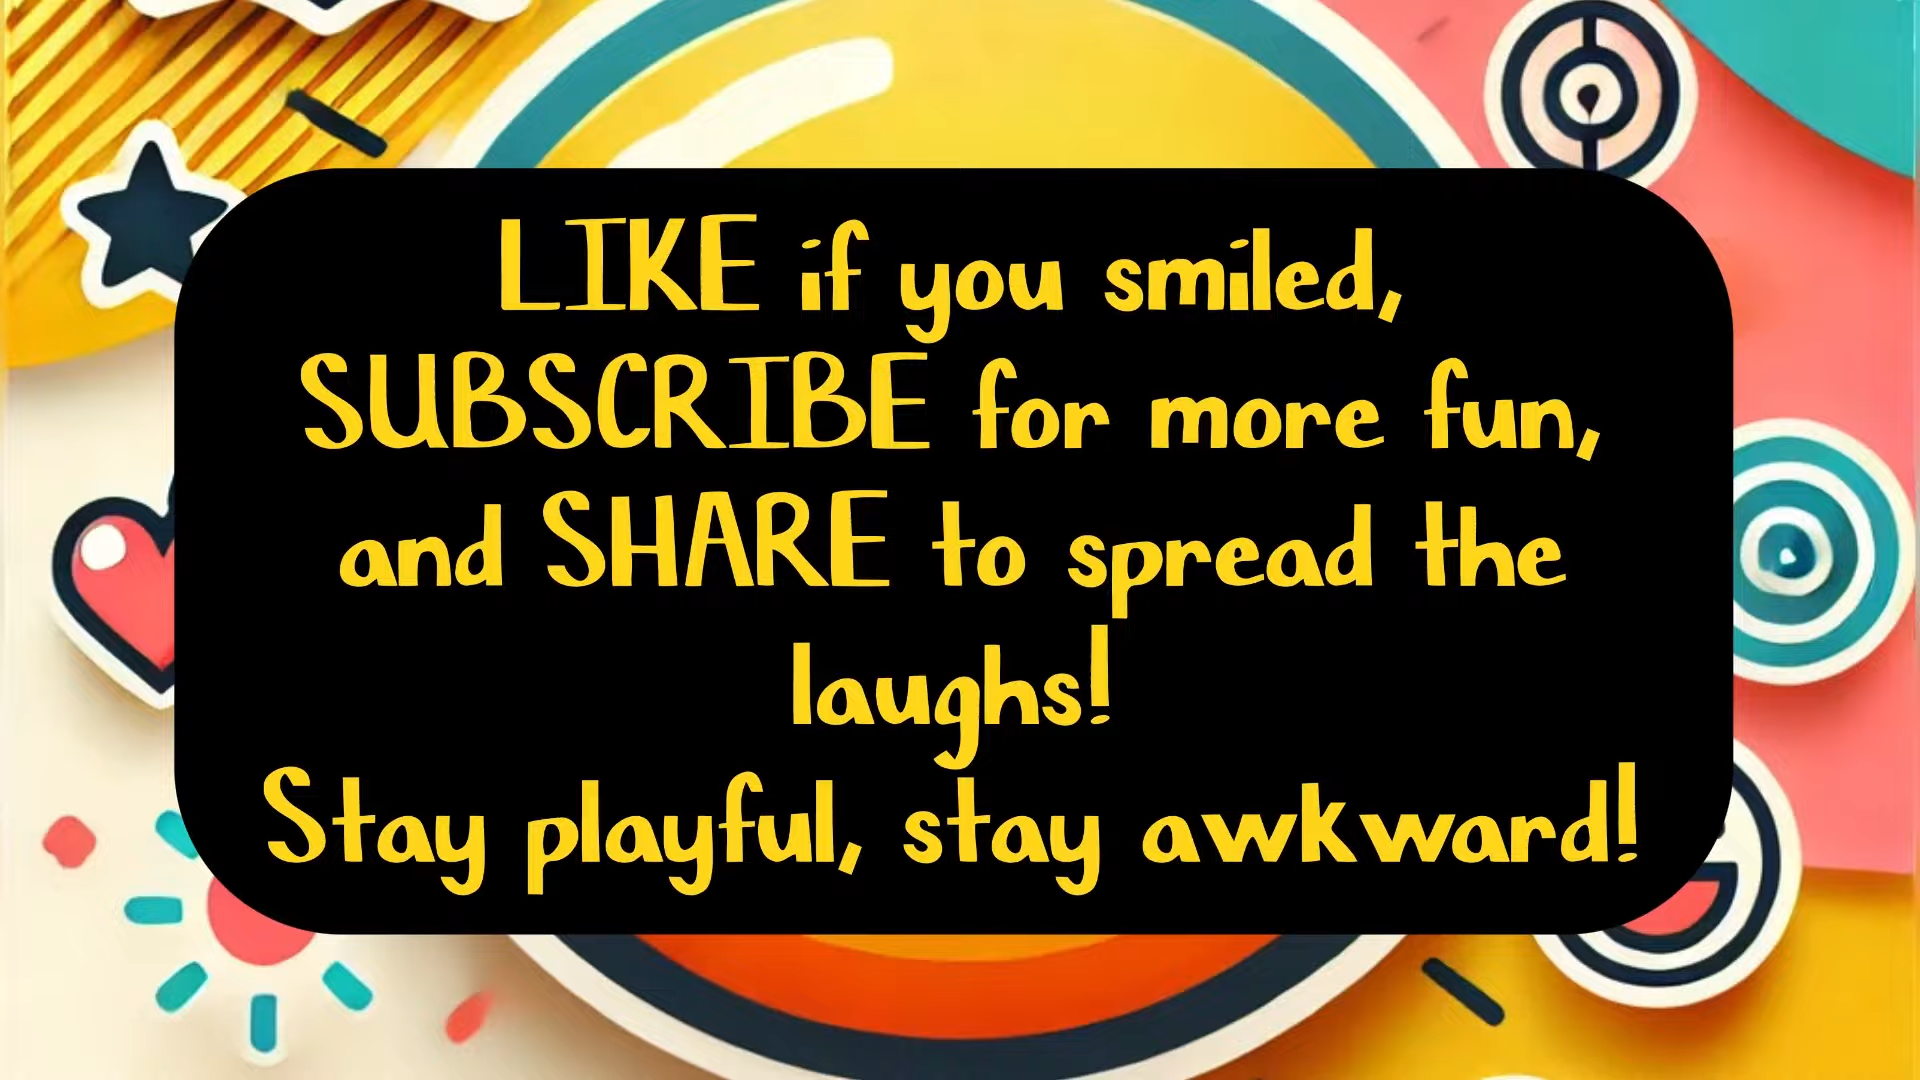 LIKE if you smiled,
SUBSCRIBE for more fun,
and SHARE to spread the
laughs!
Stay playful, stay awkward!